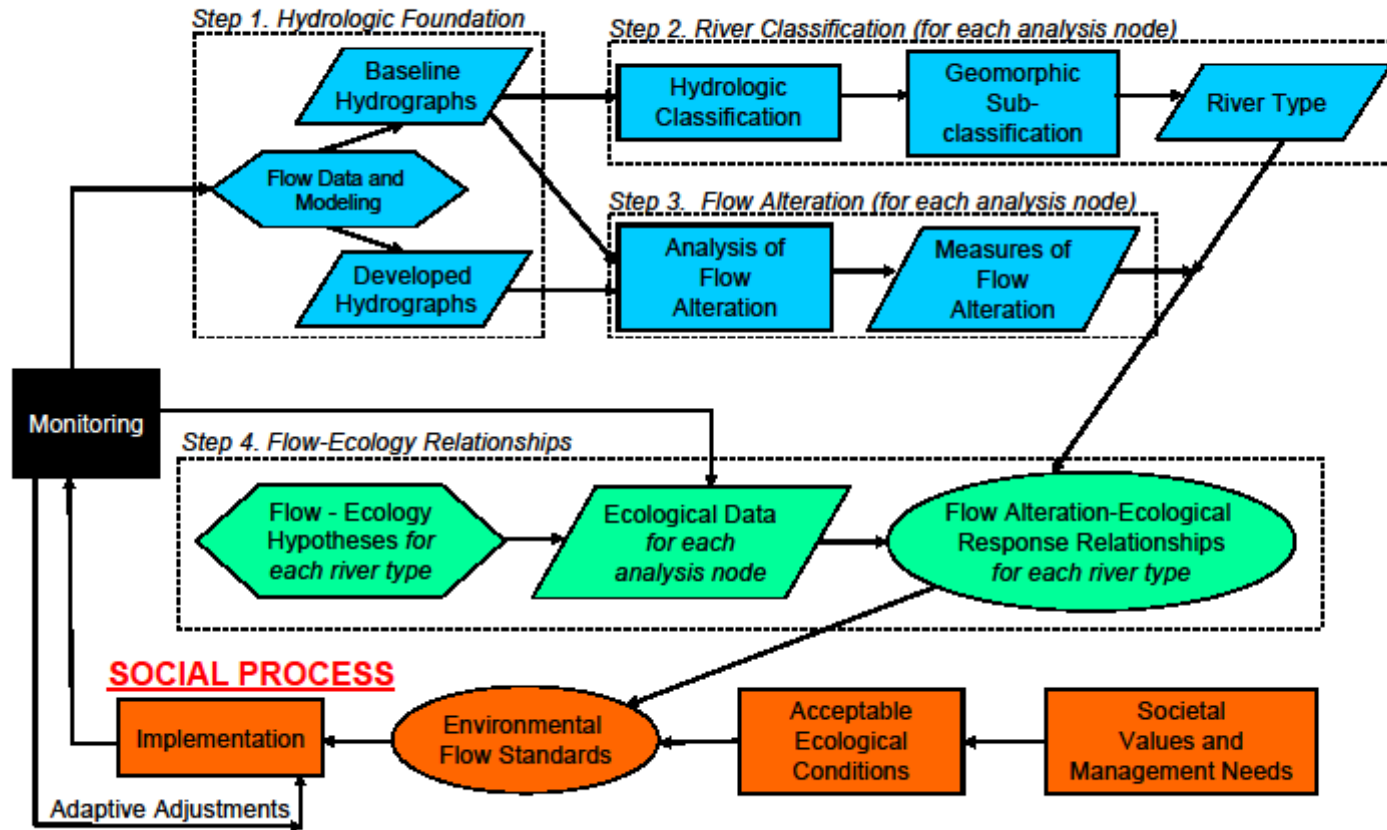 Step 1. Hydrologic Foundation
Baseline
Hydrographs
Flow Data and
Modeling
Developed
Hydrographs
Step 2. River Classification (for each analysis node)
Hydrologic
Classification
Geomorphic
Sub-
classification
River Type
Step 3.  Flow Alteration (for each analysis node)
Analysis of
Flow
Alteration
Measures of
Flow
Alteration
Monitoring
Step 4. Flow-Ecology Relationships
Flow - Ecology
Hypotheses for
each river type
Ecological Data
for each
analysis node
Flow Alteration-Ecological
Response Relationships
for each river type
SOCIAL PROCESS
Implementation
Environmental
Flow Standards
Acceptable
Ecological
Conditions
Societal
Values and
Management Needs
Adaptive Adjustments